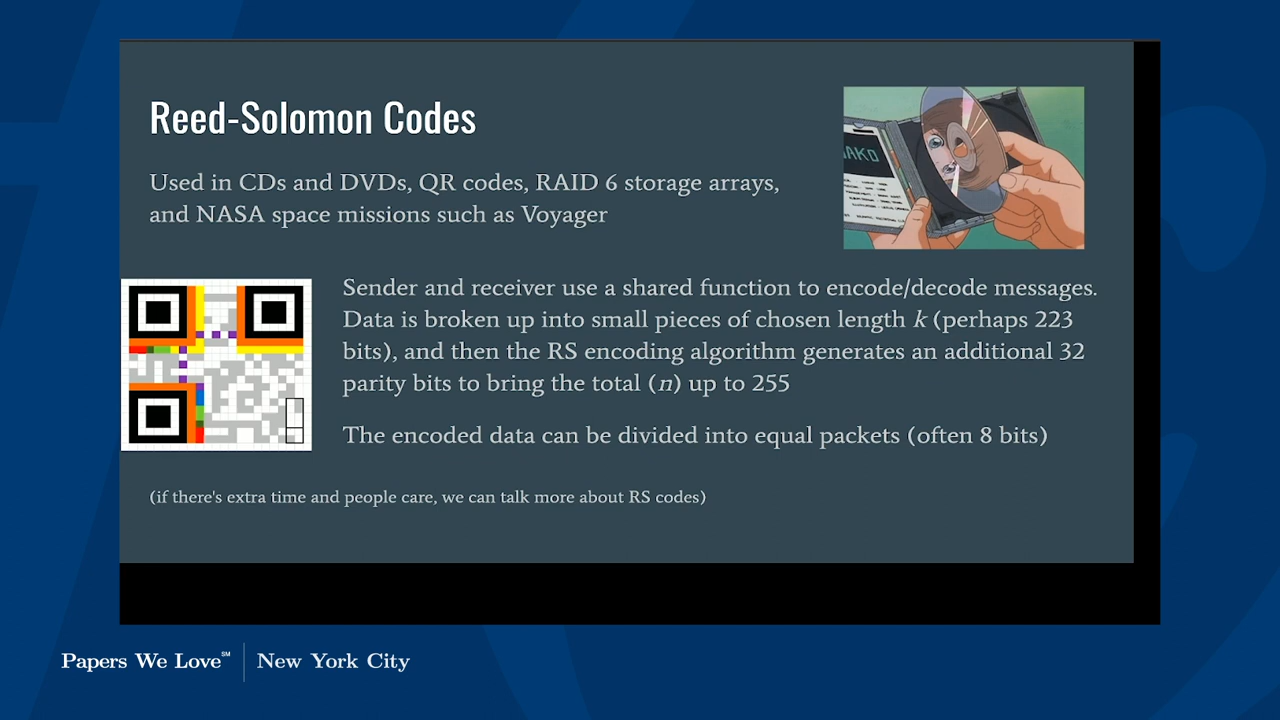 Reed-Solomon Codes
Used in CDs and DVDs, QR codes, RAID 6 storage arrays,
and NASA space missions such as Voyager
Sender and receiver use a shared function to encode/decode messages.
Data is broken up into small pieces of chosen length k (perhaps 223
bits), and then the RS encoding algorithm generates an additional 32
parity bits to bring the total (n) up to 255
The encoded data can be divided into equal packets (often 8 bits)
(if there's extra time and people care, we can talk more about RS codes)
Papers We Love℠ | New York City